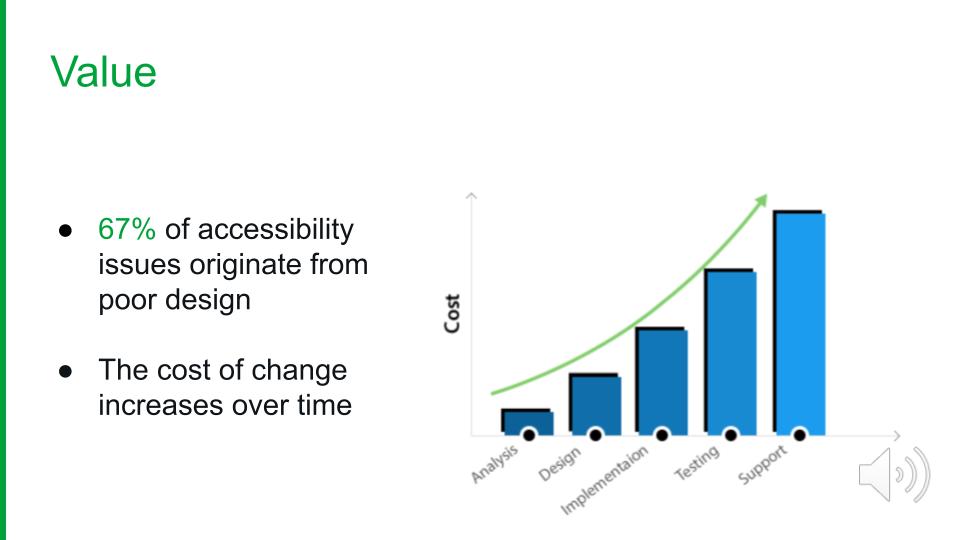 Value
● 67% of accessibility
issues originate from
poor design
● The cost of change
increases over time
Cost
Analysis
Design
Implementaion
Testing
Support